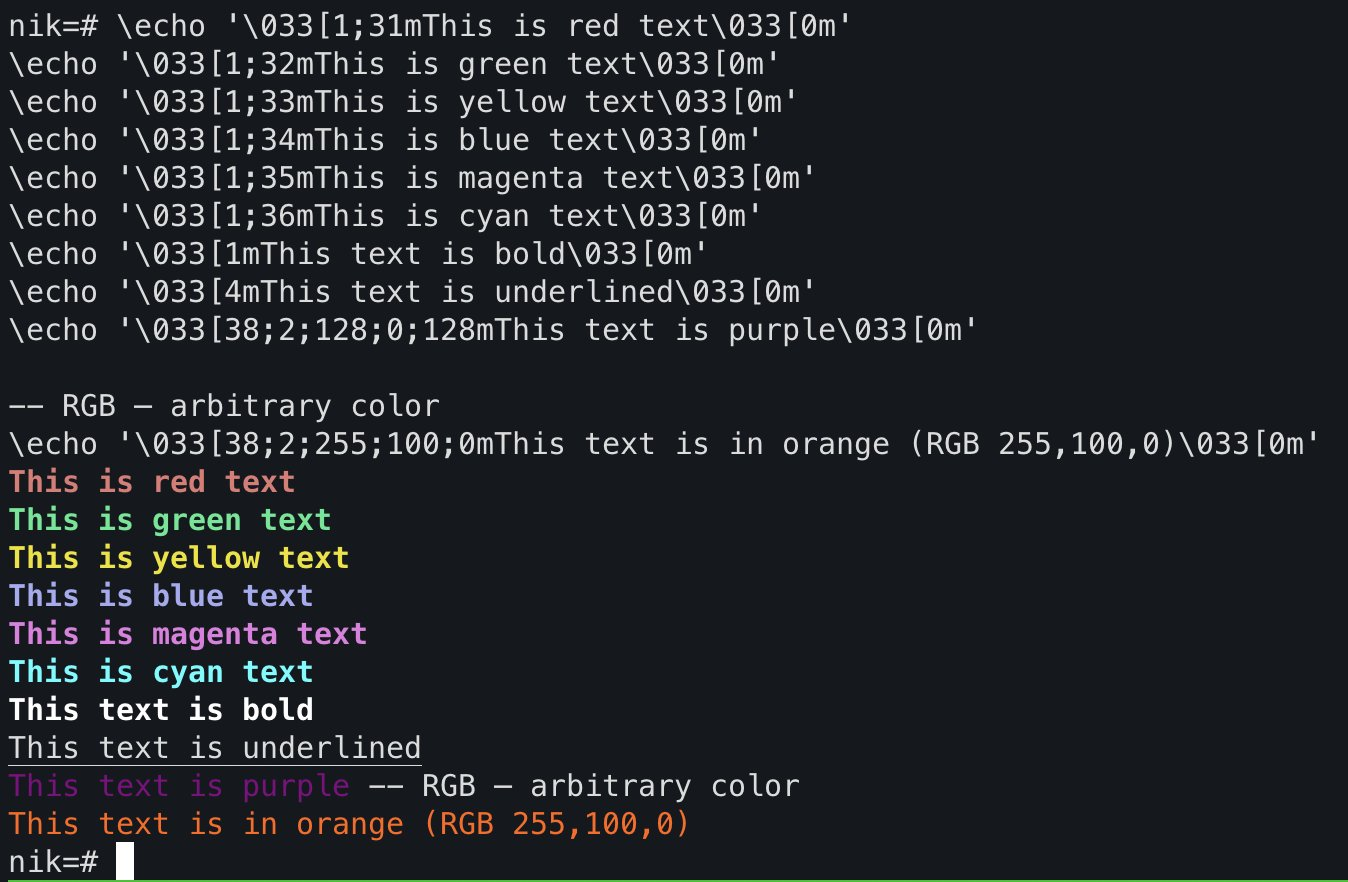 nik=# \echo '\033[1;31mThis is red text\033[0m'
\echo '\033[1;32mThis is green text\033[0m'
\echo '\033[1;33mThis is yellow text\033[0m'
\echo '\033[1;34mThis is blue text\033[0m'
\echo '\033[1;35mThis is magenta text\033[0m'
\echo '\033[1;36mThis is cyan text\033[0m'
\echo '\033[1mThis text is bold\033[0m'
\echo '\033[4mThis text is underlined\033[0m'
\echo '\033[38;2;128;0;128mThis text is purple\033[0m'
-- RGB — arbitrary color
\echo '\033[38;2;255;100;0mThis text is in orange (RGB 255,100,0)\033[0m'
This is red text
This is green text
This is yellow text
This is blue text
This is magenta text
This is cyan text
This text is bold
This text is underlined
This text is purple -- RGB — arbitrary color
This text is in orange (RGB 255,100,0)
nik=#